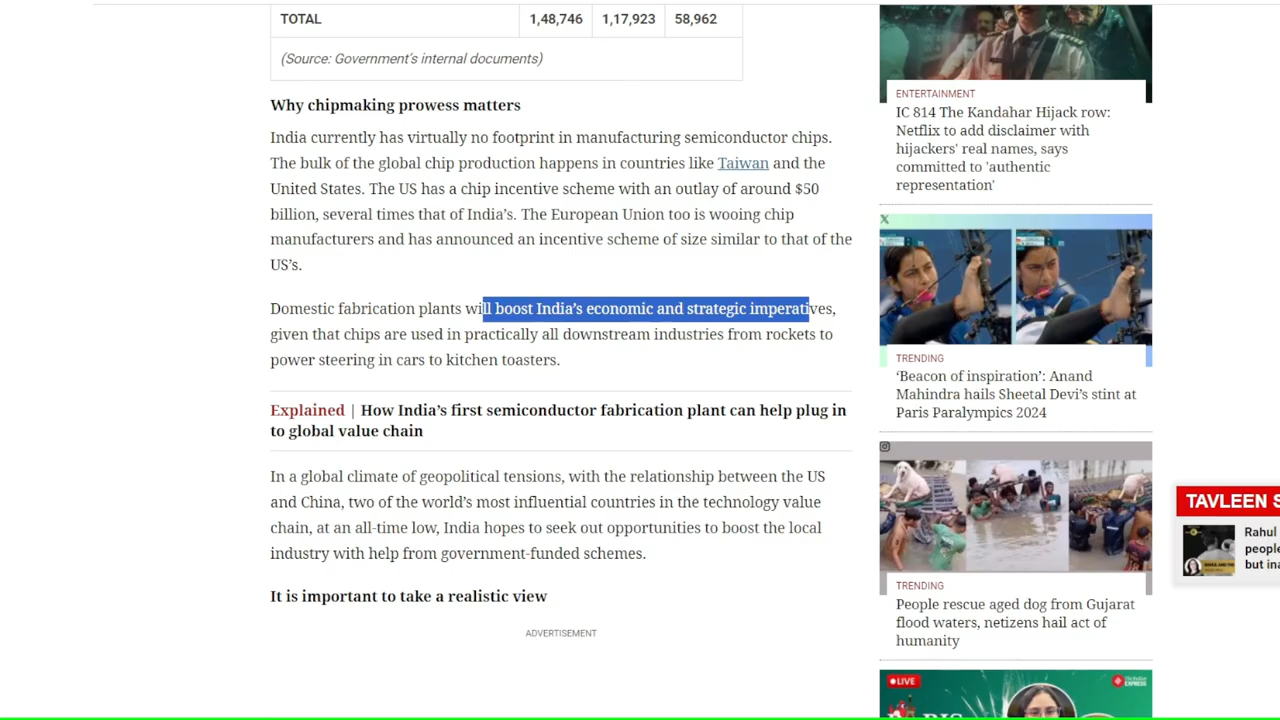 TOTAL 1,48,746 1,17,923 58,962
(Source: Government’s internal documents)
Why chipmaking prowess matters
India currently has virtually no footprint in manufacturing semiconductor chips.
The bulk of the global chip production happens in countries like Taiwan and the
United States. The US has a chip incentive scheme with an outlay of around $50
billion, several times that of India’s. The European Union too is wooing chip
manufacturers and has announced an incentive scheme of size similar to that of the
US’s.
Domestic fabrication plants will boost India’s economic and strategic imperatives,
given that chips are used in practically all downstream industries from rockets to
power steering in cars to kitchen toasters.
Explained | How India’s first semiconductor fabrication plant can help plug in
to global value chain
In a global climate of geopolitical tensions, with the relationship between the US
and China, two of the world’s most influential countries in the technology value
chain, at an all-time low, India hopes to seek out opportunities to boost the local
industry with help from government-funded schemes.
It is important to take a realistic view
ADVERTISEMENT
ENTERTAINMENT
IC 814 The Kandahar Hijack row:
Netflix to add disclaimer with
hijackers' real names, says
committed to 'authentic
representation'
TRENDING
‘Beacon of inspiration’: Anand
Mahindra hails Sheetal Devi’s stint at
Paris Paralympics 2024
TRENDING
People rescue aged dog from Gujarat
flood waters, netizens hail act of
humanity
LIVE
The Indian
EXPRESS
TAVLEEN S
Rahul
people
but ina